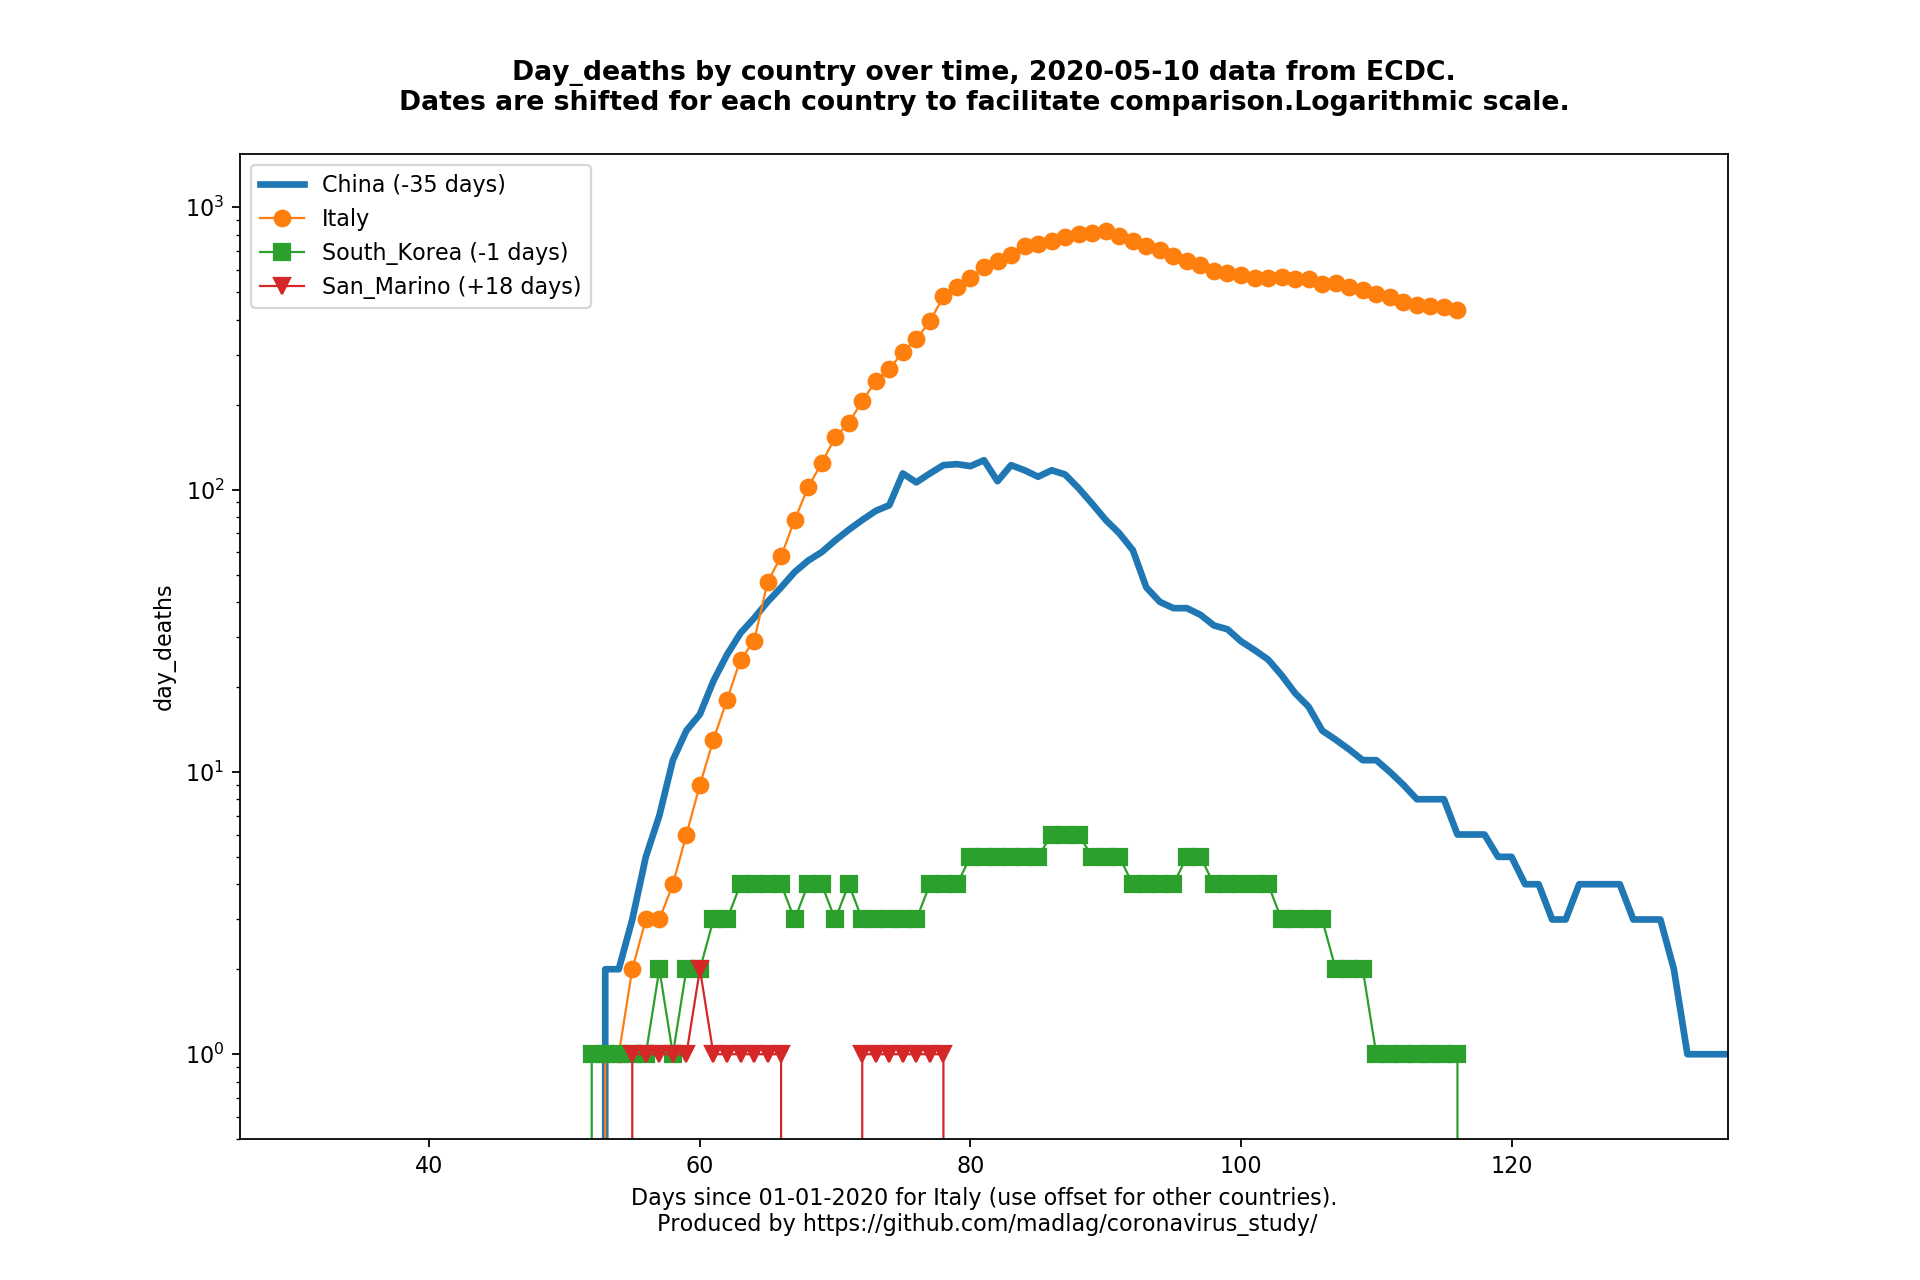 Day_deaths by country over time, 2020-05-10 data from ECDC.
Dates are shifted for each country to facilitate comparison.Logarithmic scale.
China (-35 days)
Italy
South_Korea (-1 days)
San_Marino (+18 days)
10³
10²
10¹
10⁰
day_deaths
40 60 80 100 120
Days since 01-01-2020 for Italy (use offset for other countries).
Produced by https://github.com/madlag/coronavirus_study/